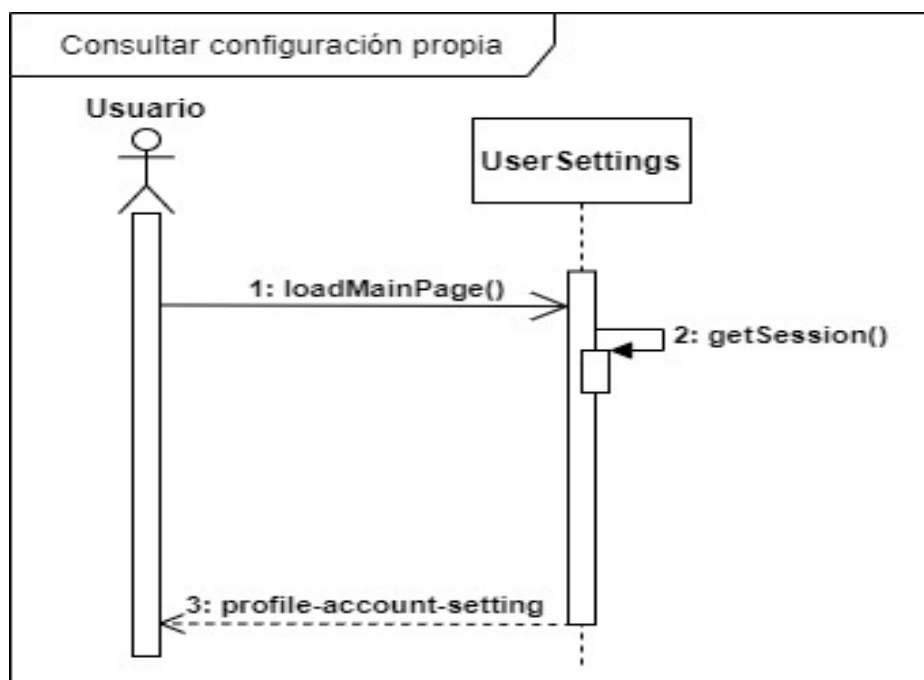 Consultar configuración propia
Usuario
UserSettings
1: loadMainPage()
2: getSession()
3: profile-account-setting